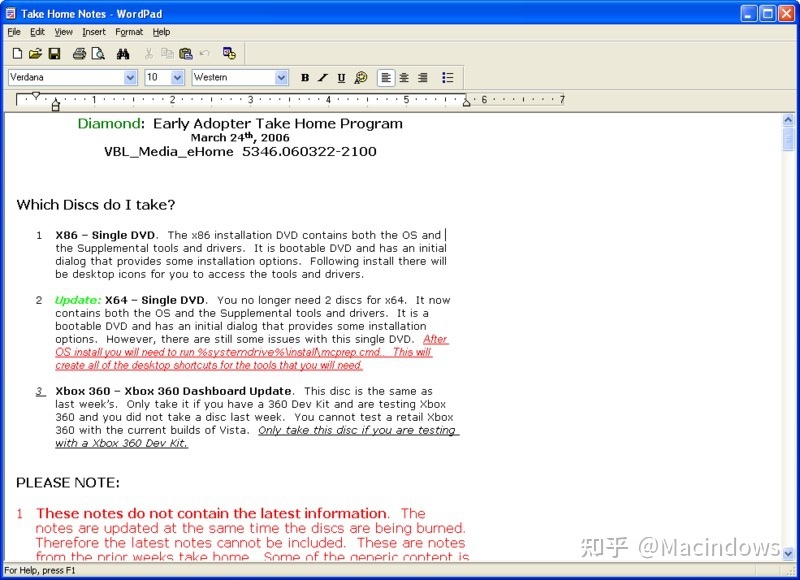 Take Home Notes - WordPad
File Edit View Insert Format Help
Verdana 10 Western B I U
1 2 3 4 5 6 7
Diamond: Early Adopter Take Home Program
March 24th, 2006
VBL_Media_eHome 5346.060322-2100
Which Discs do I take?
1 X86 – Single DVD. The x86 installation DVD contains both the OS and
the Supplemental tools and drivers. It is bootable DVD and has an initial
dialog that provides some installation options. Following install there will
be desktop icons for you to access the tools and drivers.
2 Update: X64 – Single DVD. You no longer need 2 discs for x64. It now
contains both the OS and the Supplemental tools and drivers. It is a
bootable DVD and has an initial dialog that provides some installation
options. However, there are still some issues with this single DVD. After
OS install you will need to run %systemdrive%\install\mcprep.cmd. This will
create all of the desktop shortcuts for the tools that you will need.
3 Xbox 360 – Xbox 360 Dashboard Update. This disc is the same as
last week's. Only take it if you have a 360 Dev Kit and are testing Xbox
360 and you did not take a disc last week. You cannot test a retail Xbox
360 with the current builds of Vista. Only take this disc if you are testing
with a Xbox 360 Dev Kit.
PLEASE NOTE:
1 These notes do not contain the latest information. The
notes are updated at the same time the discs are being burned.
Therefore the latest notes cannot be included. These are notes
from the prior weeks take home. Some of the generic content is
知乎 @Macindows
For Help, press F1